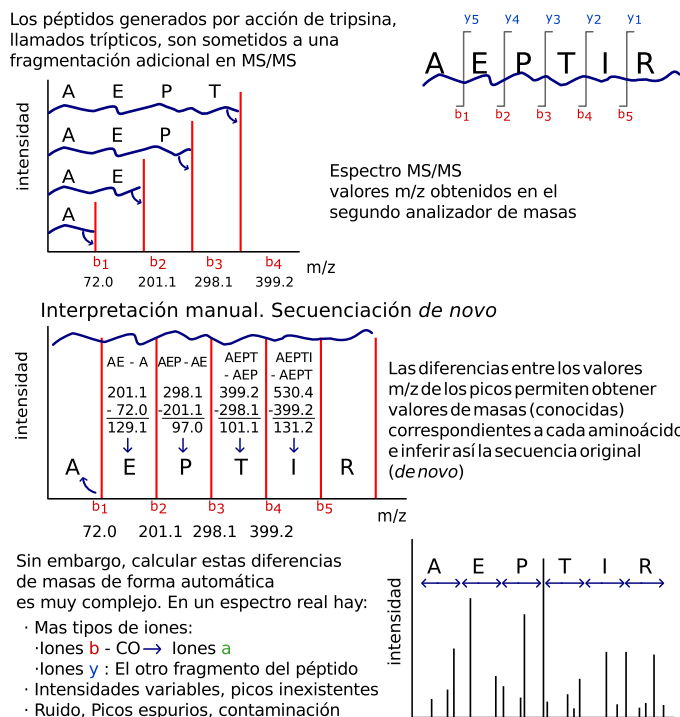 Los péptidos generados por acción de tripsina,
llamados trípticos, son sometidos a una
fragmentación adicional en MS/MS
y5 y4 y3 y2 y1
A E P T I R
b1 b2 b3 b4 b5
intensidad
A E P T
A E P
A E
A
b1 b2 b3 b4
m/z
72.0 201.1 298.1 399.2
Espectro MS/MS
valores m/z obtenidos en el
segundo analizador de masas
Interpretación manual. Secuenciación de novo
intensidad
AE - A AEP - AE AEPT AEPTI
- AEP - AEPT
201.1 298.1 399.2 530.4
- 72.0 -201.1 -298.1 -399.2
129.1 97.0 101.1 131.2
A E P T I R
b1 b2 b3 b4 b5
m/z
72.0 201.1 298.1 399.2
Las diferencias entre los valores
m/z de los picos permiten obtener
valores de masas (conocidas)
correspondientes a cada aminoácido
e inferir así la secuencia original
(de novo)
Sin embargo, calcular estas diferencias
de masas de forma automática
es muy complejo. En un espectro real hay:
· Mas tipos de iones:
·Iones b - CO→ Iones a
·Iones y : El otro fragmento del péptido
· Intensidades variables, picos inexistentes
· Ruido, Picos espurios, contaminación
intensidad
A E P T I R